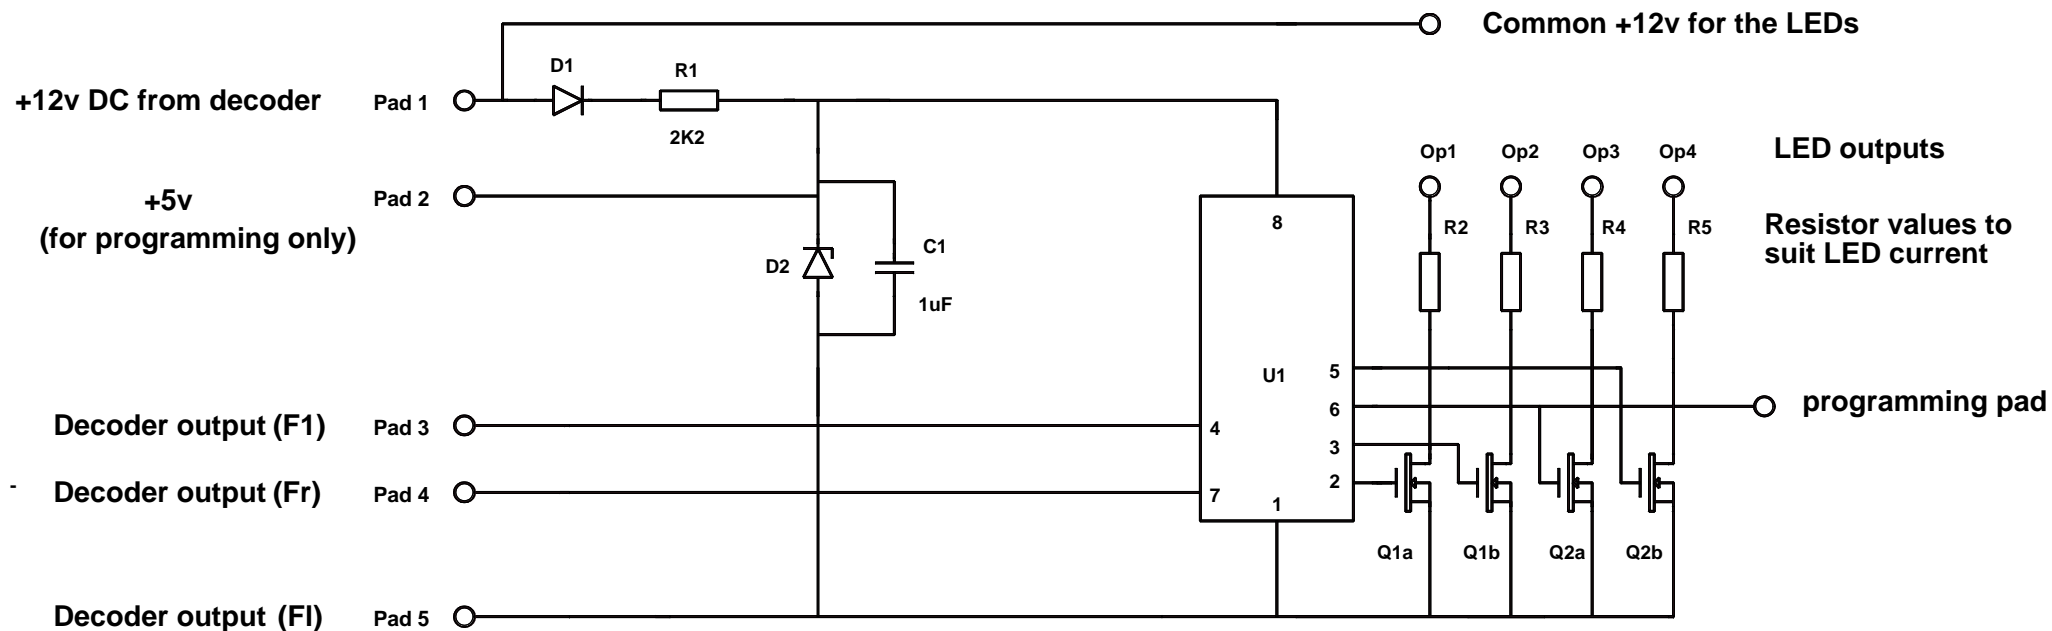 Common +12v for the LEDs
D1
R1
+12v DC from decoder
Pad 1
2K2
Op1
Op2
Op3
Op4
LED outputs
+5v
Pad 2
(for programming only)
8
R2
R3
R4
R5
Resistor values to
suit LED current
D2
C1
1uF
U1
5
6
programming pad
Decoder output (F1)
Pad 3
4
3
2
-
Decoder output (Fr)
Pad 4
7
1
Q1a
Q1b
Q2a
Q2b
Decoder output (Fl)
Pad 5